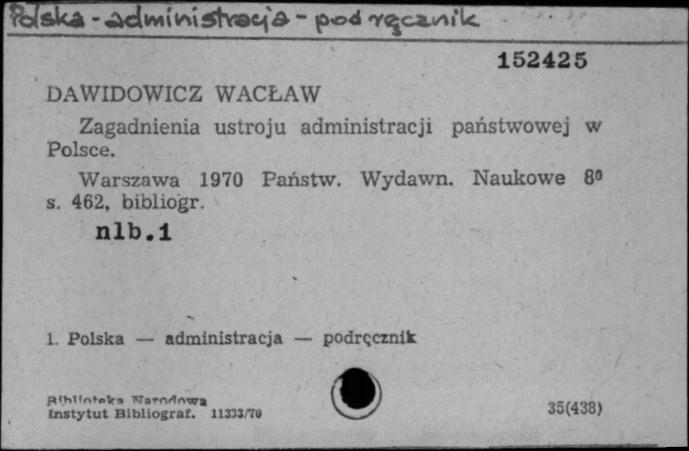 Polska - administracja - podręcznik
152425
DAWIDOWICZ WACŁAW
Zagadnienia ustroju administracji państwowej w
Polsce.
Warszawa 1970 Państw. Wydawn. Naukowe 8⁰
s. 462, bibliogr.
nlb.1
1. Polska — administracja — podręcznik
Biblioteka Narodowa
Instytut Bibliograf. 11333/70
35(438)